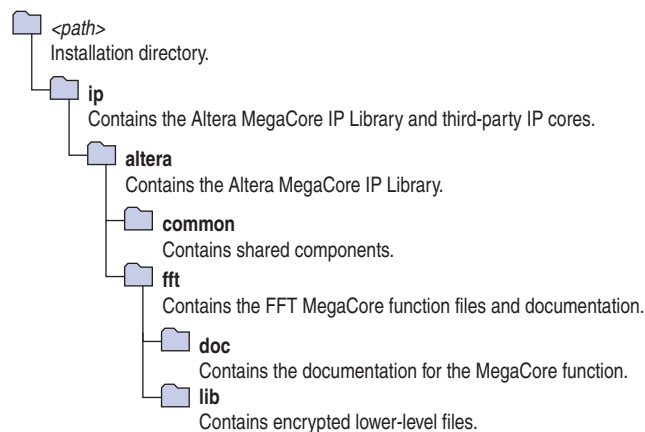 <path>
Installation directory.
ip
Contains the Altera MegaCore IP Library and third-party IP cores.
altera
Contains the Altera MegaCore IP Library.
common
Contains shared components.
fft
Contains the FFT MegaCore function files and documentation.
doc
Contains the documentation for the MegaCore function.
lib
Contains encrypted lower-level files.